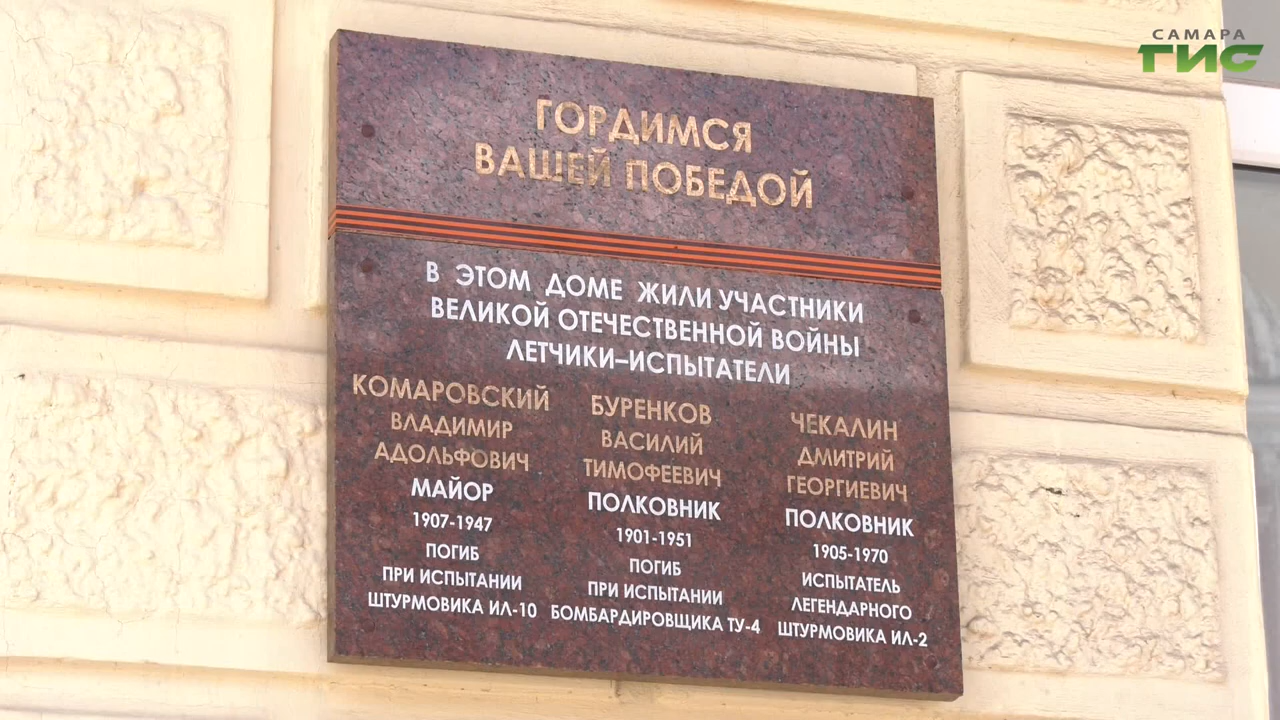 САМАРА
ГИС
ГОРДИМСЯ
ВАШЕЙ ПОБЕДОЙ
В ЭТОМ ДОМЕ ЖИЛИ УЧАСТНИКИ
ВЕЛИКОЙ ОТЕЧЕСТВЕННОЙ ВОЙНЫ
ЛЕТЧИКИ–ИСПЫТАТЕЛИ
КОМАРОВСКИЙ
ВЛАДИМИР
АДОЛЬФОВИЧ
МАЙОР
1907-1947
ПОГИБ
ПРИ ИСПЫТАНИИ
ШТУРМОВИКА ИЛ-10
БУРЕНКОВ
ВАСИЛИЙ
ТИМОФЕЕВИЧ
ПОЛКОВНИК
1901-1951
ПОГИБ
ПРИ ИСПЫТАНИИ
БОМБАРДИРОВЩИКА ТУ-4
ЧЕКАЛИН
ДМИТРИЙ
ГЕОРГИЕВИЧ
ПОЛКОВНИК
1905-1970
ИСПЫТАТЕЛЬ
ЛЕГЕНДАРНОГО
ШТУРМОВИКА ИЛ-2